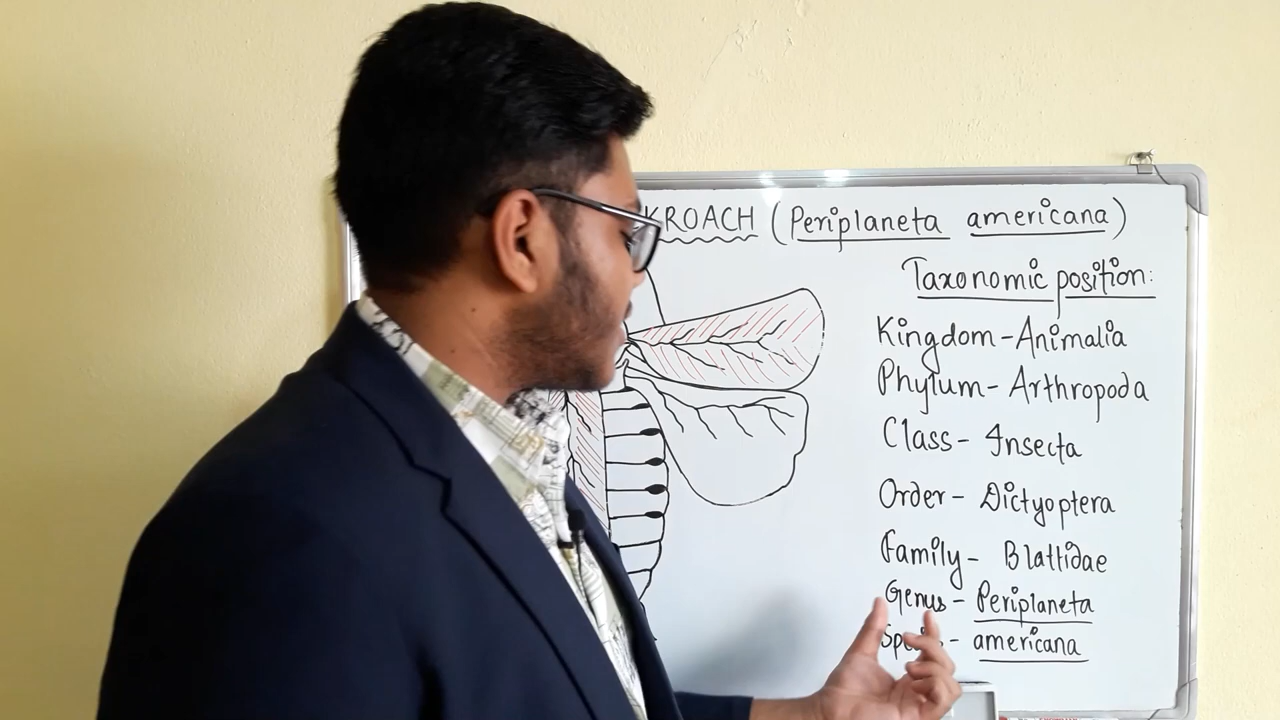 KROACH (Periplaneta americana)
Taxonomic position:
Kingdom - Animalia
Phylum - Arthropoda
Class - Insecta
Order - Dictyoptera
Family - Blattidae
Genus - Periplaneta
americana